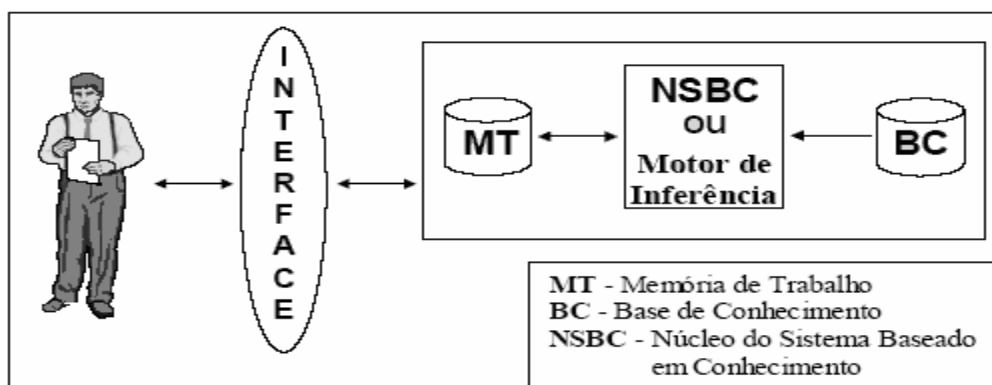 INTERFACE
MT
NSBC
ou
Motor de
Inferência
BC
MT - Memória de Trabalho
BC - Base de Conhecimento
NSBC - Núcleo do Sistema Baseado
em Conhecimento